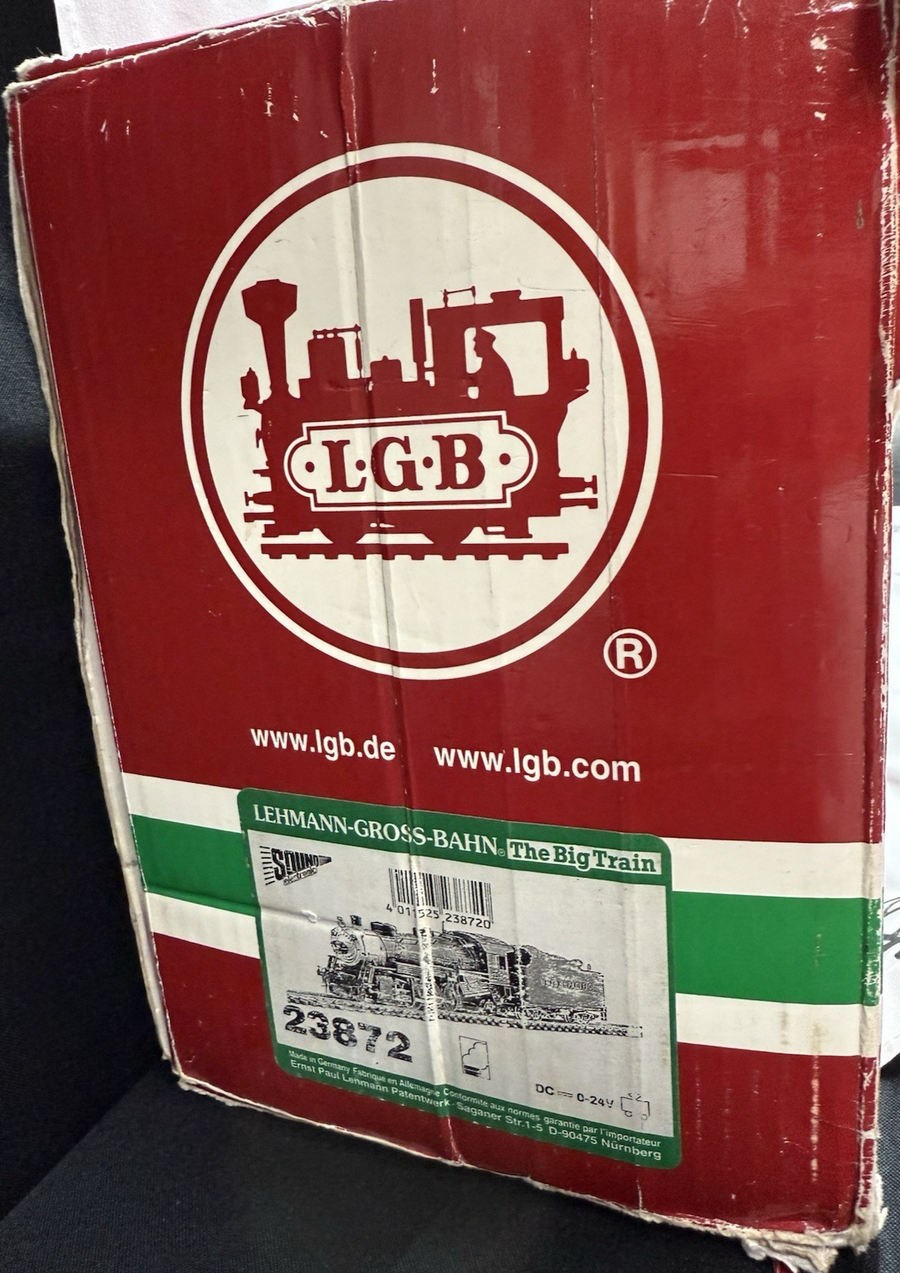 L·G·B
®
www.lgb.de www.lgb.com
LEHMANN-GROSS-BAHN® The Big Train
SOUND
electronic
4 011525 238720
23872
DC 0-24V
Made in Germany Fabriqué en Allemagne Conformité aux normes garantie par l'importateur
Ernst Paul Lehmann Patentwerk · Saganer Str.1-5 D-90475 Nürnberg